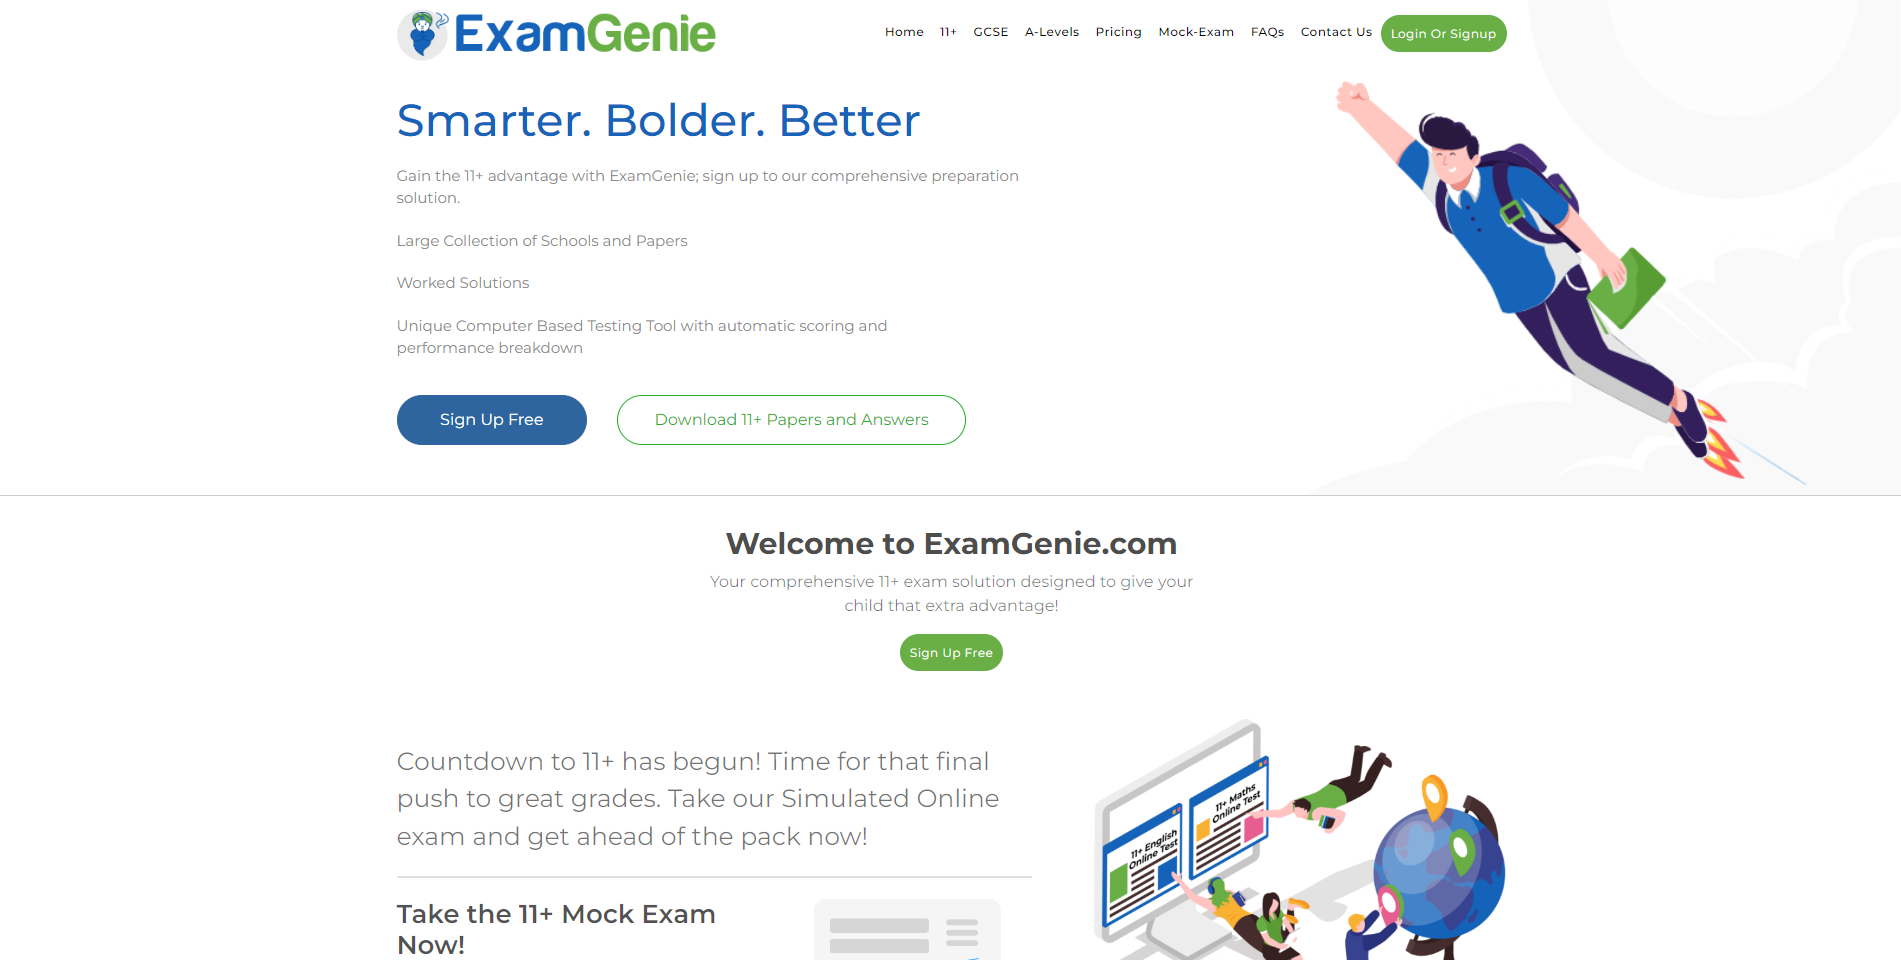 ExamGenie
Home 11+ GCSE A-Levels Pricing Mock-Exam FAQs Contact Us Login Or Signup
Smarter. Bolder. Better
Gain the 11+ advantage with ExamGenie; sign up to our comprehensive preparation
solution.
Large Collection of Schools and Papers
Worked Solutions
Unique Computer Based Testing Tool with automatic scoring and
performance breakdown
Sign Up Free
Download 11+ Papers and Answers
Welcome to ExamGenie.com
Your comprehensive 11+ exam solution designed to give your
child that extra advantage!
Sign Up Free
Countdown to 11+ has begun! Time for that final
push to great grades. Take our Simulated Online
exam and get ahead of the pack now!
Take the 11+ Mock Exam
Now!
11+ Maths
Online Test
11+ English
Online Test